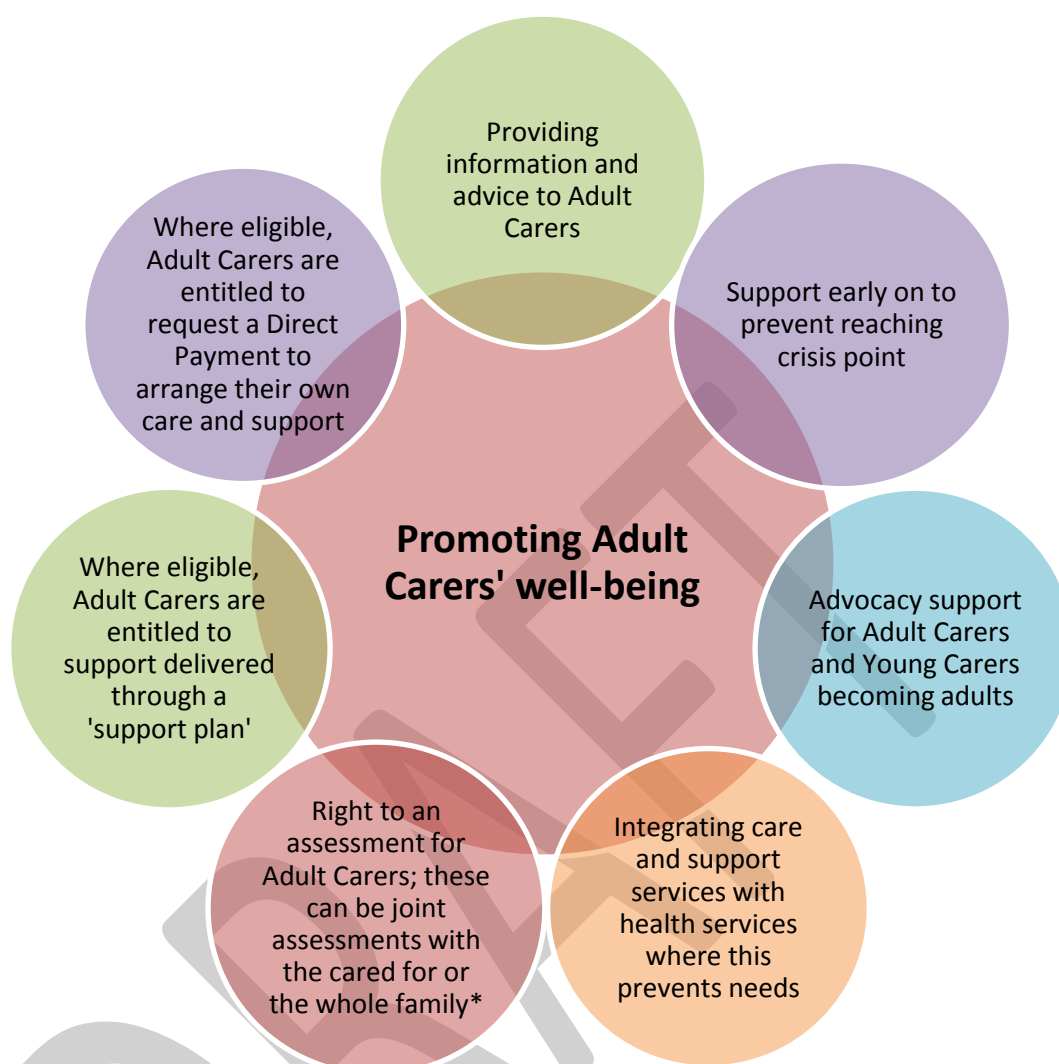 Providing
information and
advice to Adult
Carers
Support early on to
prevent reaching
crisis point
Advocacy support
for Adult Carers
and Young Carers
becoming adults
Integrating care
and support
services with
health services
where this
prevents needs
Right to an
assessment for
Adult Carers; these
can be joint
assessments with
the cared for or
the whole family*
Where eligible,
Adult Carers are
entitled to
support delivered
through a
'support plan'
Where eligible,
Adult Carers are
entitled to
request a Direct
Payment to
arrange their own
care and support
Promoting Adult
Carers' well-being
DRAFT